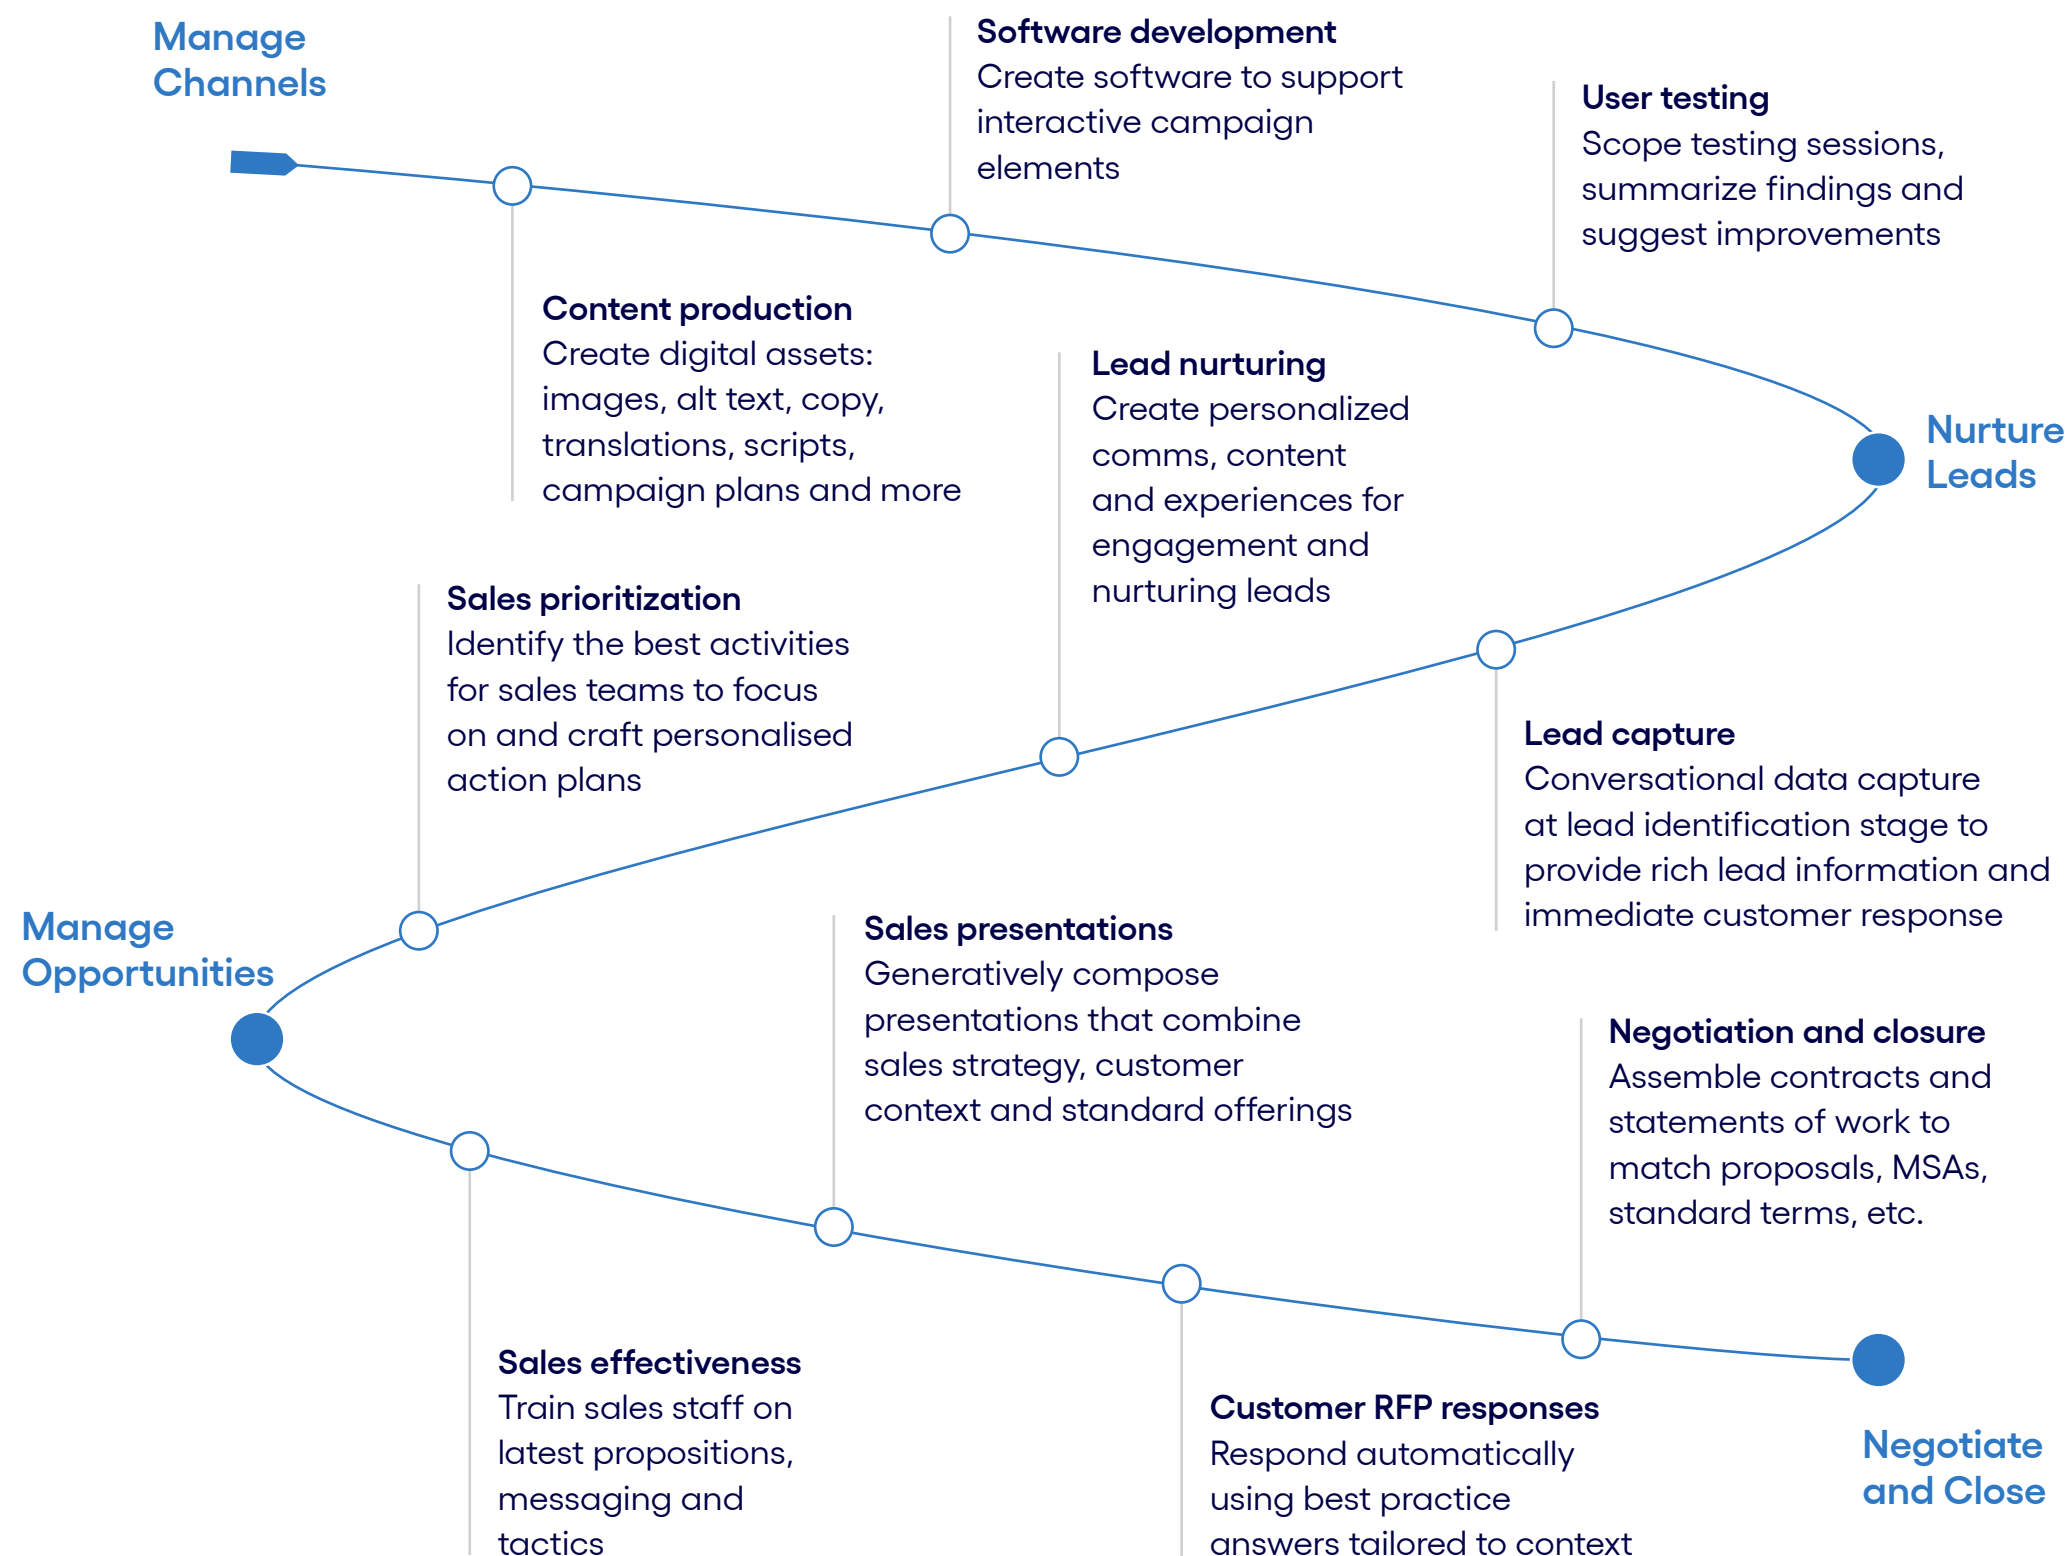 Manage
Channels
Software development
Create software to support
interactive campaign
elements
User testing
Scope testing sessions,
summarize findings and
suggest improvements
Content production
Create digital assets:
images, alt text, copy,
translations, scripts,
campaign plans and more
Lead nurturing
Create personalized
comms, content
and experiences for
engagement and
nurturing leads
Nurture
Leads
Sales prioritization
Identify the best activities
for sales teams to focus
on and craft personalised
action plans
Lead capture
Conversational data capture
at lead identification stage to
provide rich lead information and
immediate customer response
Manage
Opportunities
Sales presentations
Generatively compose
presentations that combine
sales strategy, customer
context and standard offerings
Negotiation and closure
Assemble contracts and
statements of work to
match proposals, MSAs,
standard terms, etc.
Sales effectiveness
Train sales staff on
latest propositions,
messaging and
tactics
Customer RFP responses
Respond automatically
using best practice
answers tailored to context
Negotiate
and Close